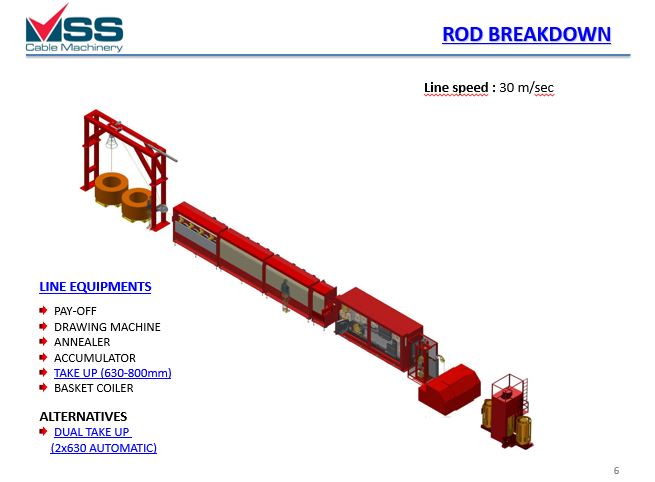 MSS
Cable Machinery
ROD BREAKDOWN
Line speed : 30 m/sec
LINE EQUIPMENTS
PAY-OFF
DRAWING MACHINE
ANNEALER
ACCUMULATOR
TAKE UP (630-800mm)
BASKET COILER
ALTERNATIVES
DUAL TAKE UP
(2x630 AUTOMATIC)
6